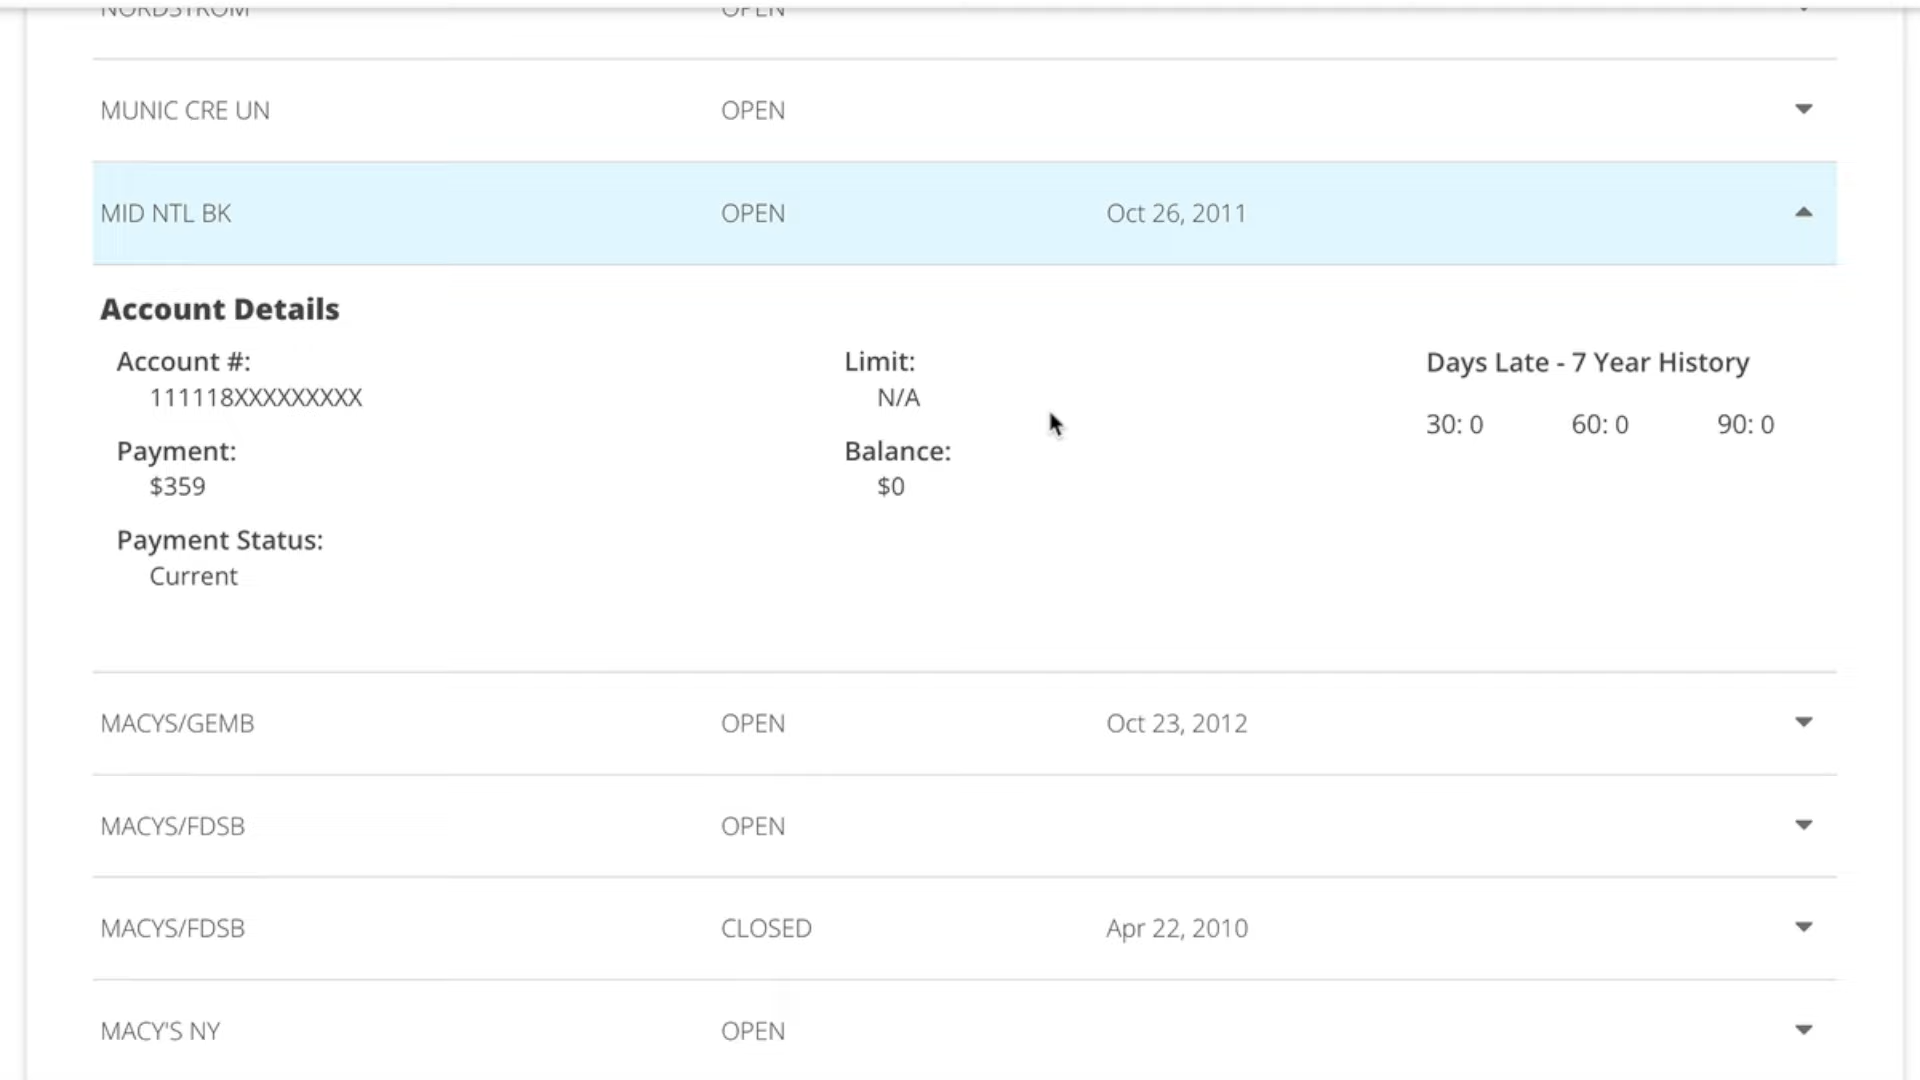 NORDSTROM OPEN
MUNIC CRE UN OPEN
MID NTL BK OPEN Oct 26, 2011
Account Details
Account #: Limit: Days Late - 7 Year History
111118XXXXXXXXX N/A
30: 0 60: 0 90: 0
Payment: Balance:
$359 $0
Payment Status:
Current
MACYS/GEMB OPEN Oct 23, 2012
MACYS/FDSB OPEN
MACYS/FDSB CLOSED Apr 22, 2010
MACY'S NY OPEN